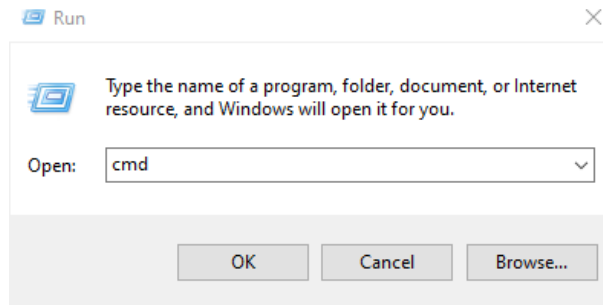 Run
Type the name of a program, folder, document, or Internet
resource, and Windows will open it for you.
Open: cmd
OK Cancel Browse...